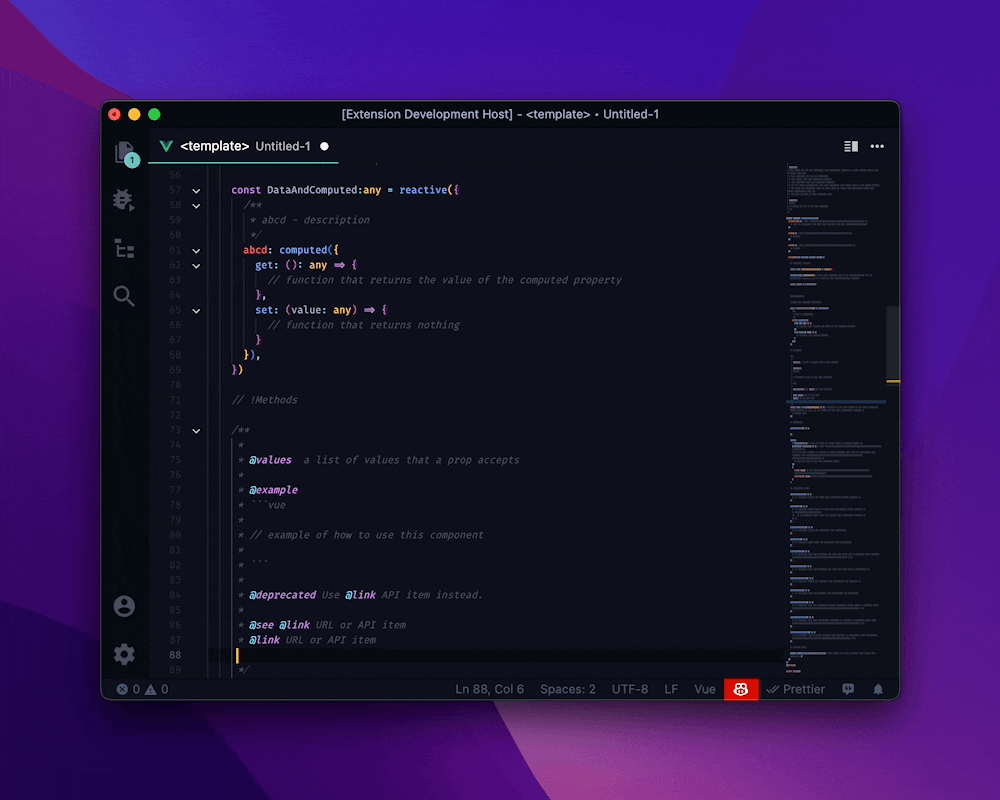 [Extension Development Host] - <template> • Untitled-1
1
<template> Untitled-1
56
57 const DataAndComputed:any = reactive({
58 /**
59 * abcd - description
60 */
61 abcd: computed({
62 get: (): any ⇒ {
63 // function that returns the value of the computed property
64 },
65 set: (value: any) ⇒ {
66 // function that returns nothing
67 }
68 }),
69 })
70
71 // !Methods
72
73 /**
74 *
75 * @values  a list of values that a prop accepts
76 *
77 * @example
78 * ```vue
79 *
80 * // example of how to use this component
81 *
82 * ```
83 *
84 * @deprecated Use @link API item instead.
85 *
86 * @see @link URL or API item
87 * @link URL or API item
88
89 */
0 0 Ln 88, Col 6 Spaces: 2 UTF-8 LF Vue Prettier